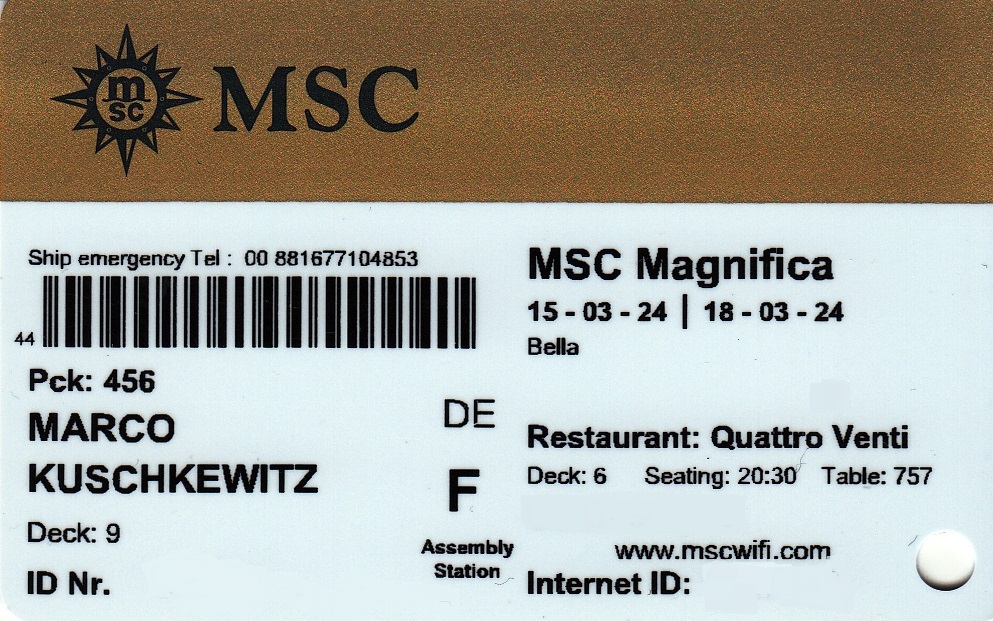 m
SC
MSC
Ship emergency Tel : 00 881677104853
44
Pck: 456
MARCO
KUSCHKEWITZ
Deck: 9
ID Nr.
DE
F
Assembly
Station
MSC Magnifica
15 - 03 - 24 | 18 - 03 - 24
Bella
Restaurant: Quattro Venti
Deck: 6 Seating: 20:30 Table: 757
www.mscwifi.com
Internet ID: